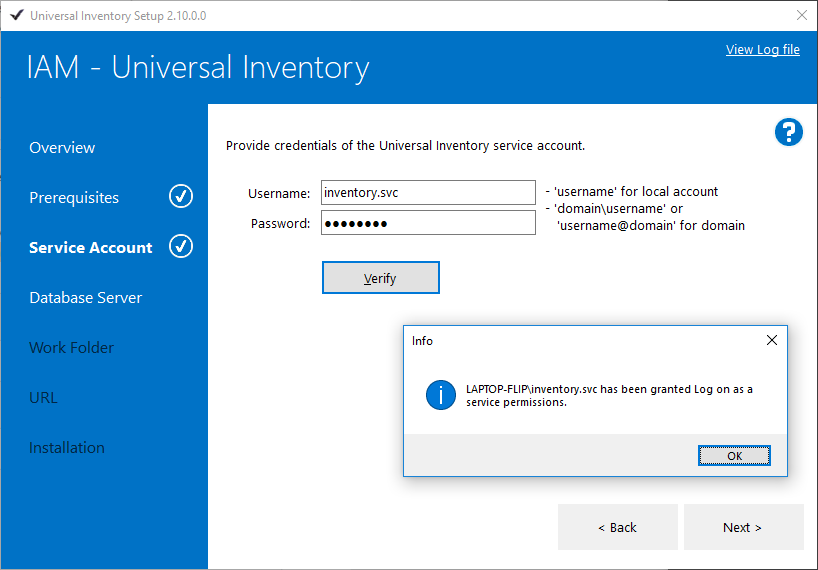 Universal Inventory Setup 2.10.0.0
View Log file
IAM - Universal Inventory
Overview
Prerequisites
Service Account
Database Server
Work Folder
URL
Installation
Provide credentials of the Universal Inventory service account.
Username: inventory.svc
- 'username' for local account
- 'domain\username' or
'username@domain' for domain
Password: ●●●●●●●●
Verify
Info
LAPTOP-FLIP\inventory.svc has been granted Log on as a
service permissions.
OK
< Back
Next >